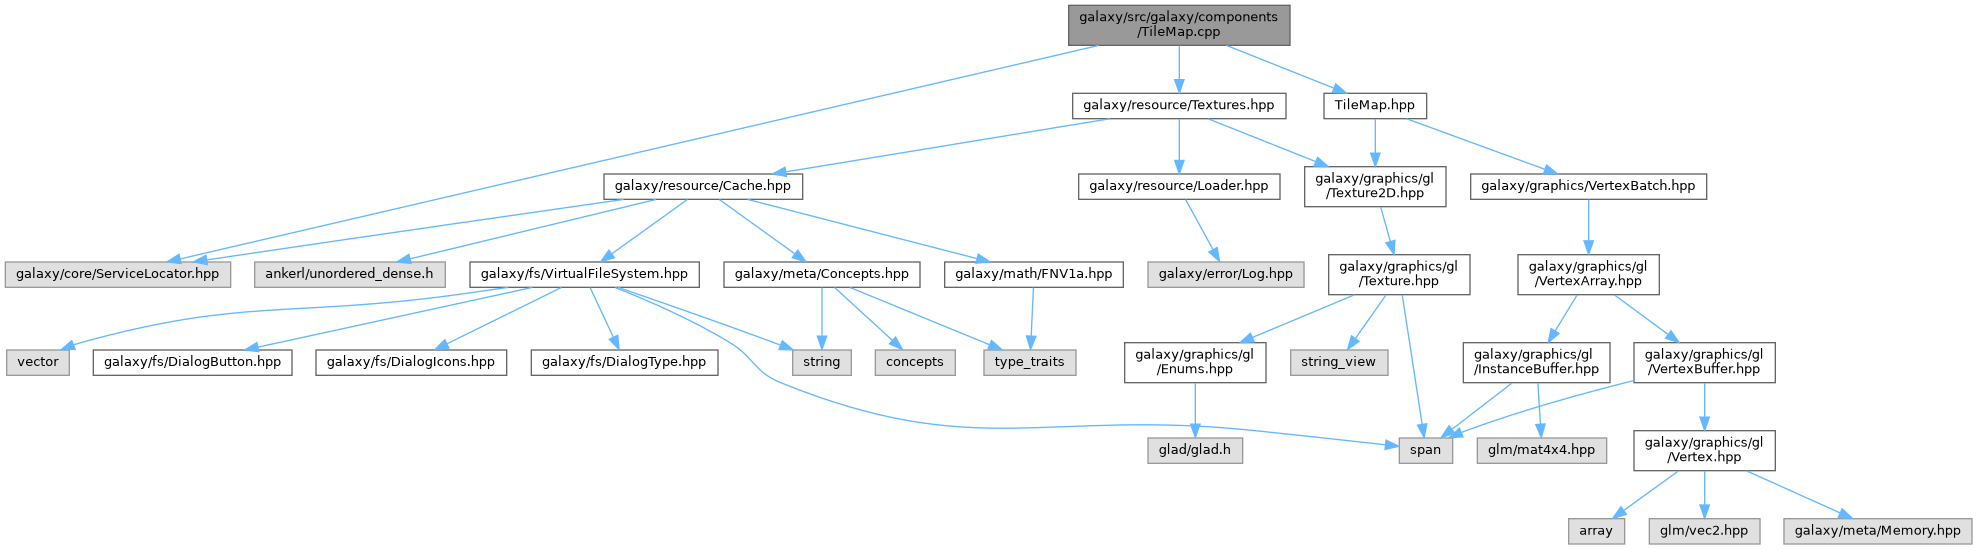 galaxy/src/galaxy/components
/TileMap.cpp
galaxy/resource/Textures.hpp
TileMap.hpp
galaxy/resource/Cache.hpp
galaxy/resource/Loader.hpp
galaxy/graphics/gl
/Texture2D.hpp
galaxy/graphics/VertexBatch.hpp
galaxy/core/ServiceLocator.hpp
ankerl/unordered_dense.h
galaxy/fs/VirtualFileSystem.hpp
galaxy/meta/Concepts.hpp
galaxy/math/FNV1a.hpp
galaxy/error/Log.hpp
galaxy/graphics/gl
/Texture.hpp
galaxy/graphics/gl
/VertexArray.hpp
vector
galaxy/fs/DialogButton.hpp
galaxy/fs/DialogIcons.hpp
galaxy/fs/DialogType.hpp
string
concepts
type_traits
galaxy/graphics/gl
/Enums.hpp
string_view
galaxy/graphics/gl
/InstanceBuffer.hpp
galaxy/graphics/gl
/VertexBuffer.hpp
glad/glad.h
span
glm/mat4x4.hpp
galaxy/graphics/gl
/Vertex.hpp
array
glm/vec2.hpp
galaxy/meta/Memory.hpp